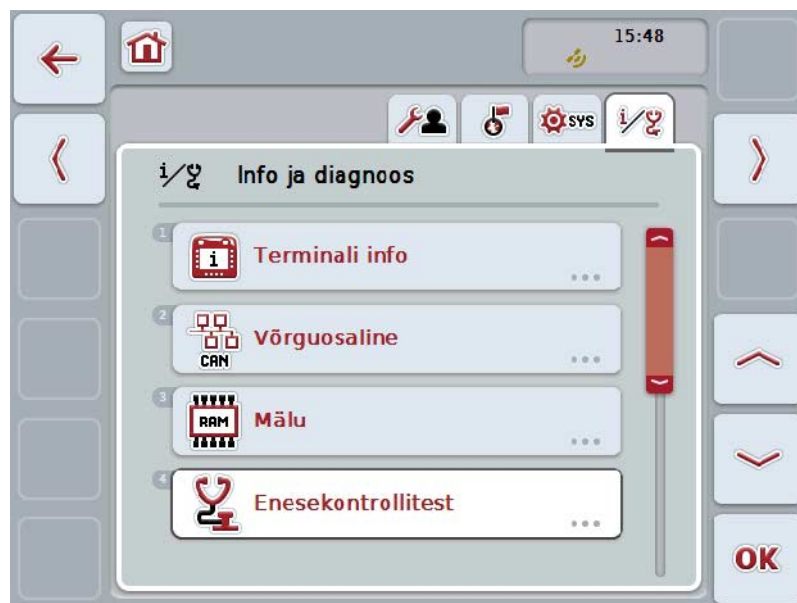 15:48
SYS
i
Info ja diagnoos
1
i
Terminali info
2
CAN
Võrguosaline
3
RAM
Mälu
4
Enesekontrollitest
OK